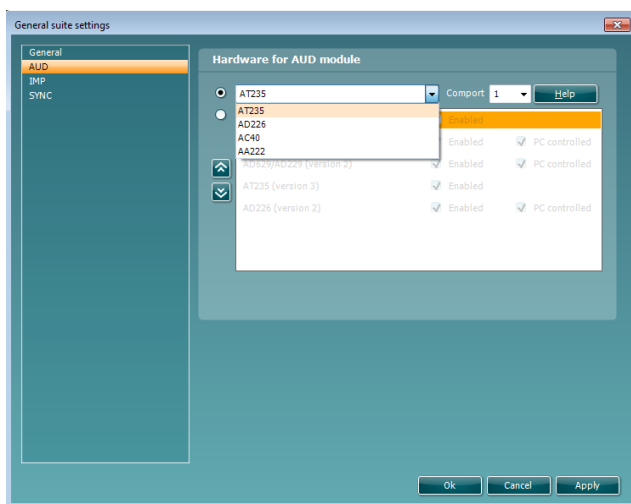 General suite settings
General
AUD
IMP
SYNC
Hardware for AUD module
AT235 Comport 1 Help
AT235
AD226
AC40
AA222
Enabled
Enabled PC controlled
AD629/AD229 (version 2) Enabled PC controlled
AT235 (version 3) Enabled
AD226 (version 2) Enabled PC controlled
Ok Cancel Apply